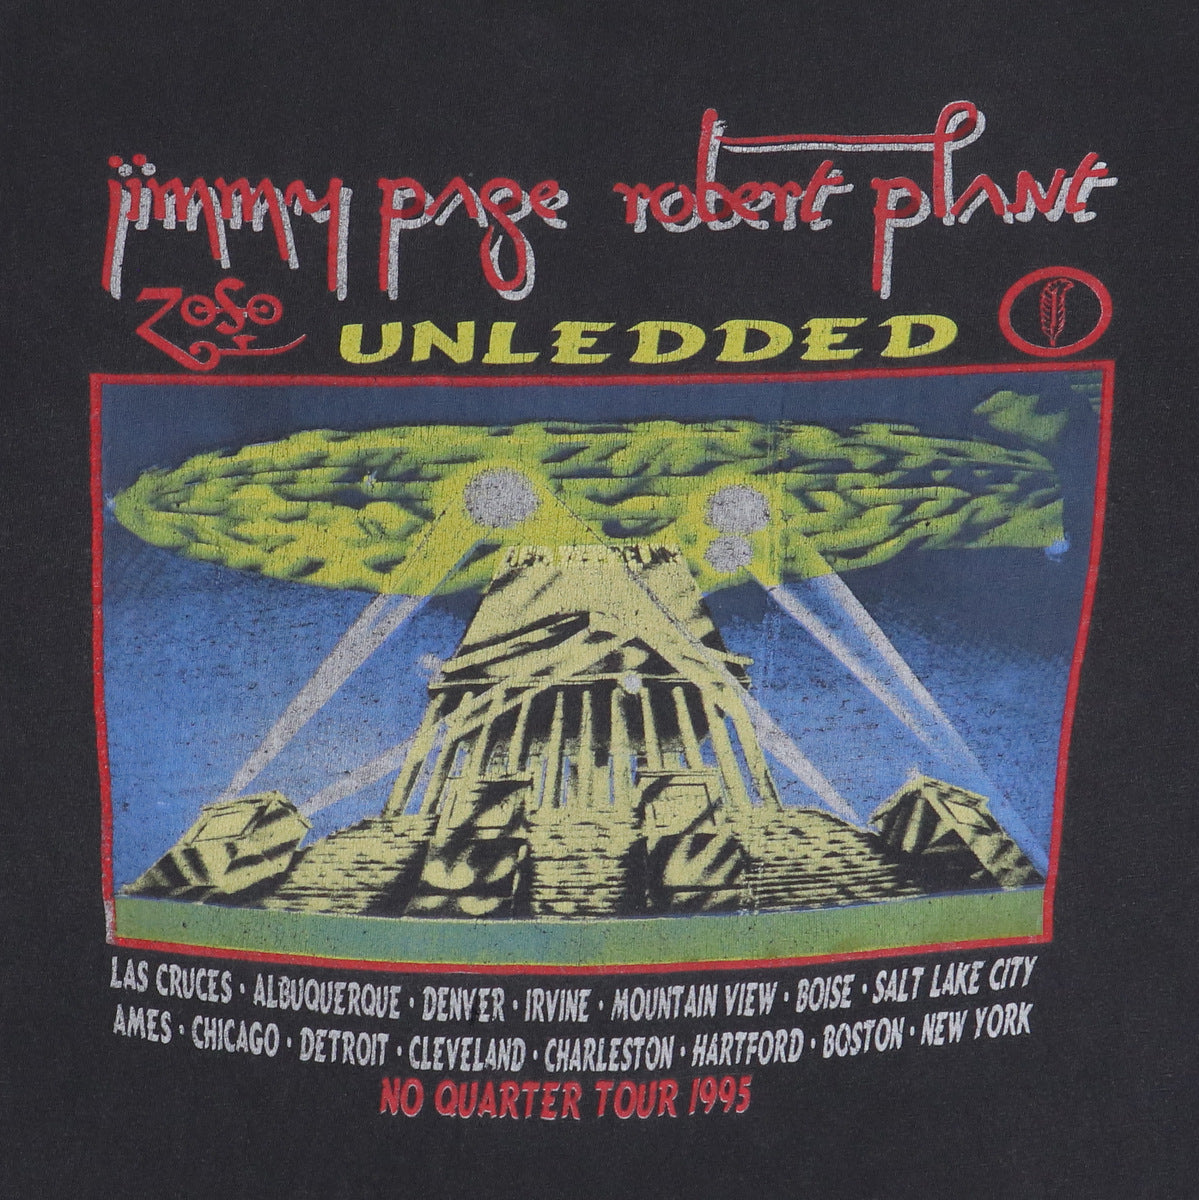 jimmy page robert plant
ZOSO UNLEDDED
LAS CRUCES · ALBUQUERQUE · DENVER · IRVINE · MOUNTAIN VIEW · BOISE · SALT LAKE CITY
AMES · CHICAGO · DETROIT · CLEVELAND · CHARLESTON · HARTFORD · BOSTON · NEW YORK
NO QUARTER TOUR 1995